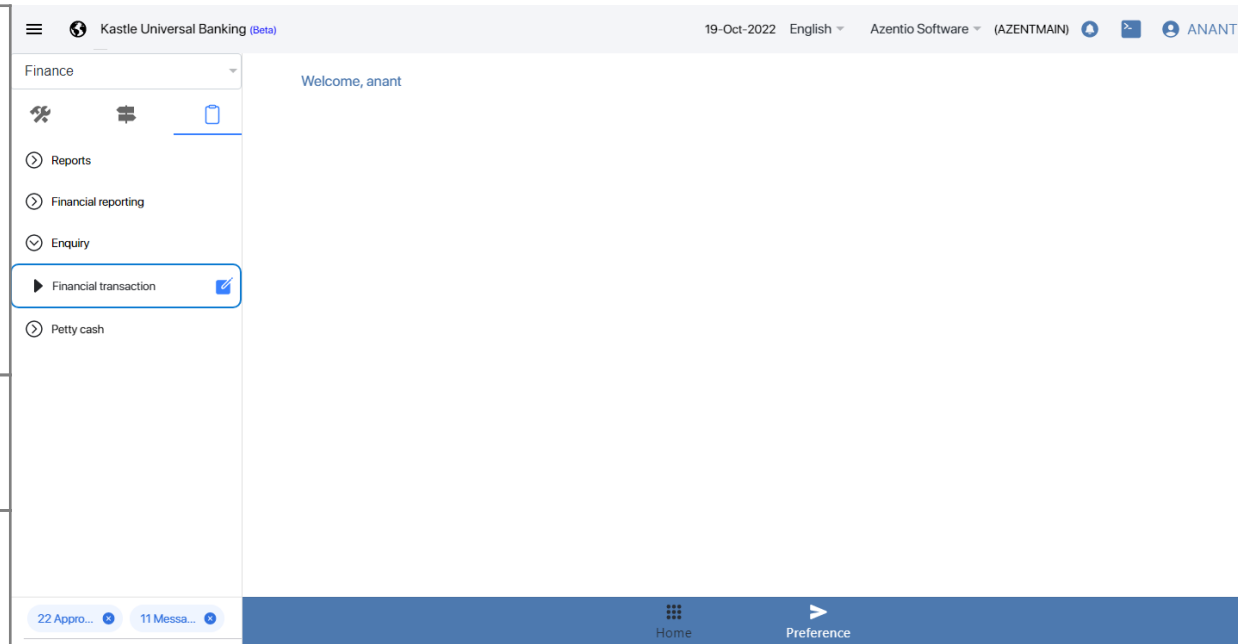 Kastle Universal Banking (Beta)
19-Oct-2022 English Azentio Software (AZENTMAIN) ANANT
Finance
Welcome, anant
Reports
Financial reporting
Enquiry
Financial transaction
Petty cash
22 Appro... 11 Messa...
Home Preference